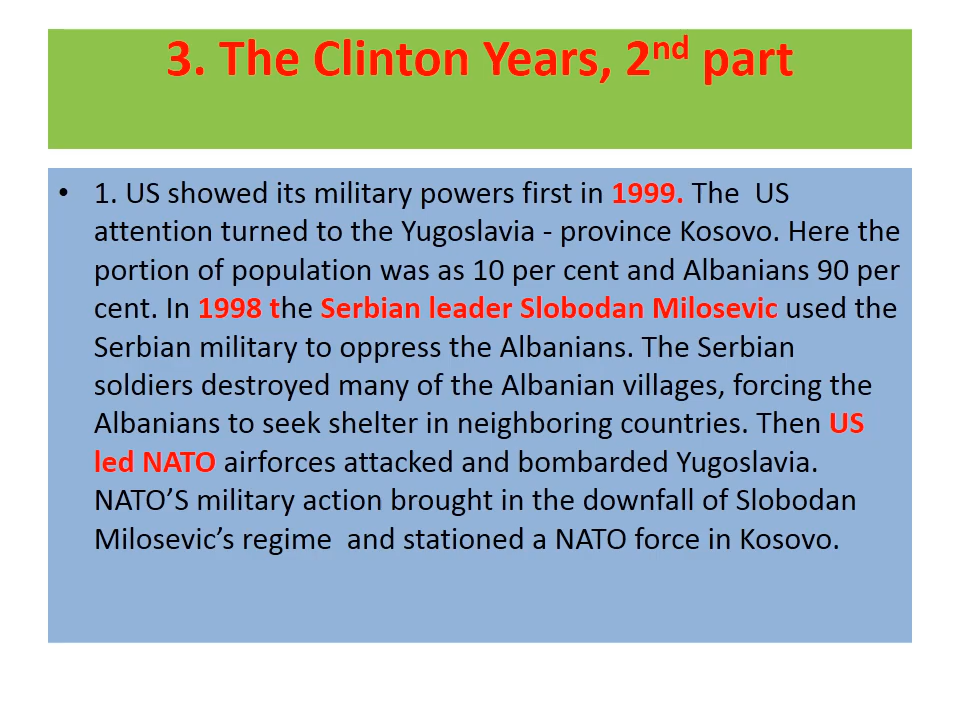 3. The Clinton Years, 2nd part
• 1. US showed its military powers first in 1999. The  US
attention turned to the Yugoslavia - province Kosovo. Here the
portion of population was as 10 per cent and Albanians 90 per
cent. In 1998 the Serbian leader Slobodan Milosevic used the
Serbian military to oppress the Albanians. The Serbian
soldiers destroyed many of the Albanian villages, forcing the
Albanians to seek shelter in neighboring countries. Then US
led NATO airforces attacked and bombarded Yugoslavia.
NATO’S military action brought in the downfall of Slobodan
Milosevic’s regime  and stationed a NATO force in Kosovo.